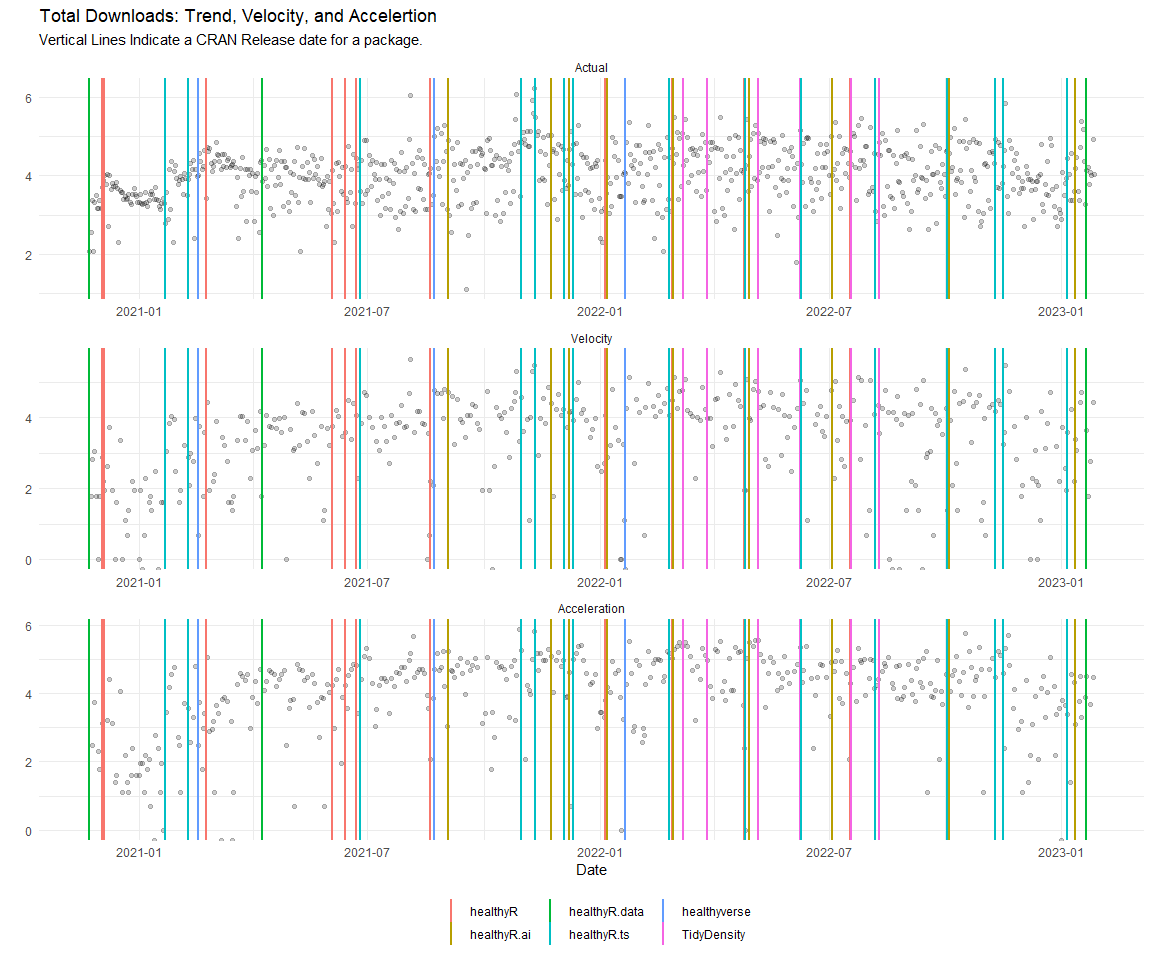 Total Downloads: Trend, Velocity, and Accelertion
Vertical Lines Indicate a CRAN Release date for a package.
Actual
6
4
2
2021-01 2021-07 2022-01 2022-07 2023-01
Velocity
4
2
0
2021-01 2021-07 2022-01 2022-07 2023-01
Acceleration
6
4
2
0
2021-01 2021-07 2022-01 2022-07 2023-01
Date
healthyR healthyR.data healthyverse
healthyR.ai healthyR.ts TidyDensity